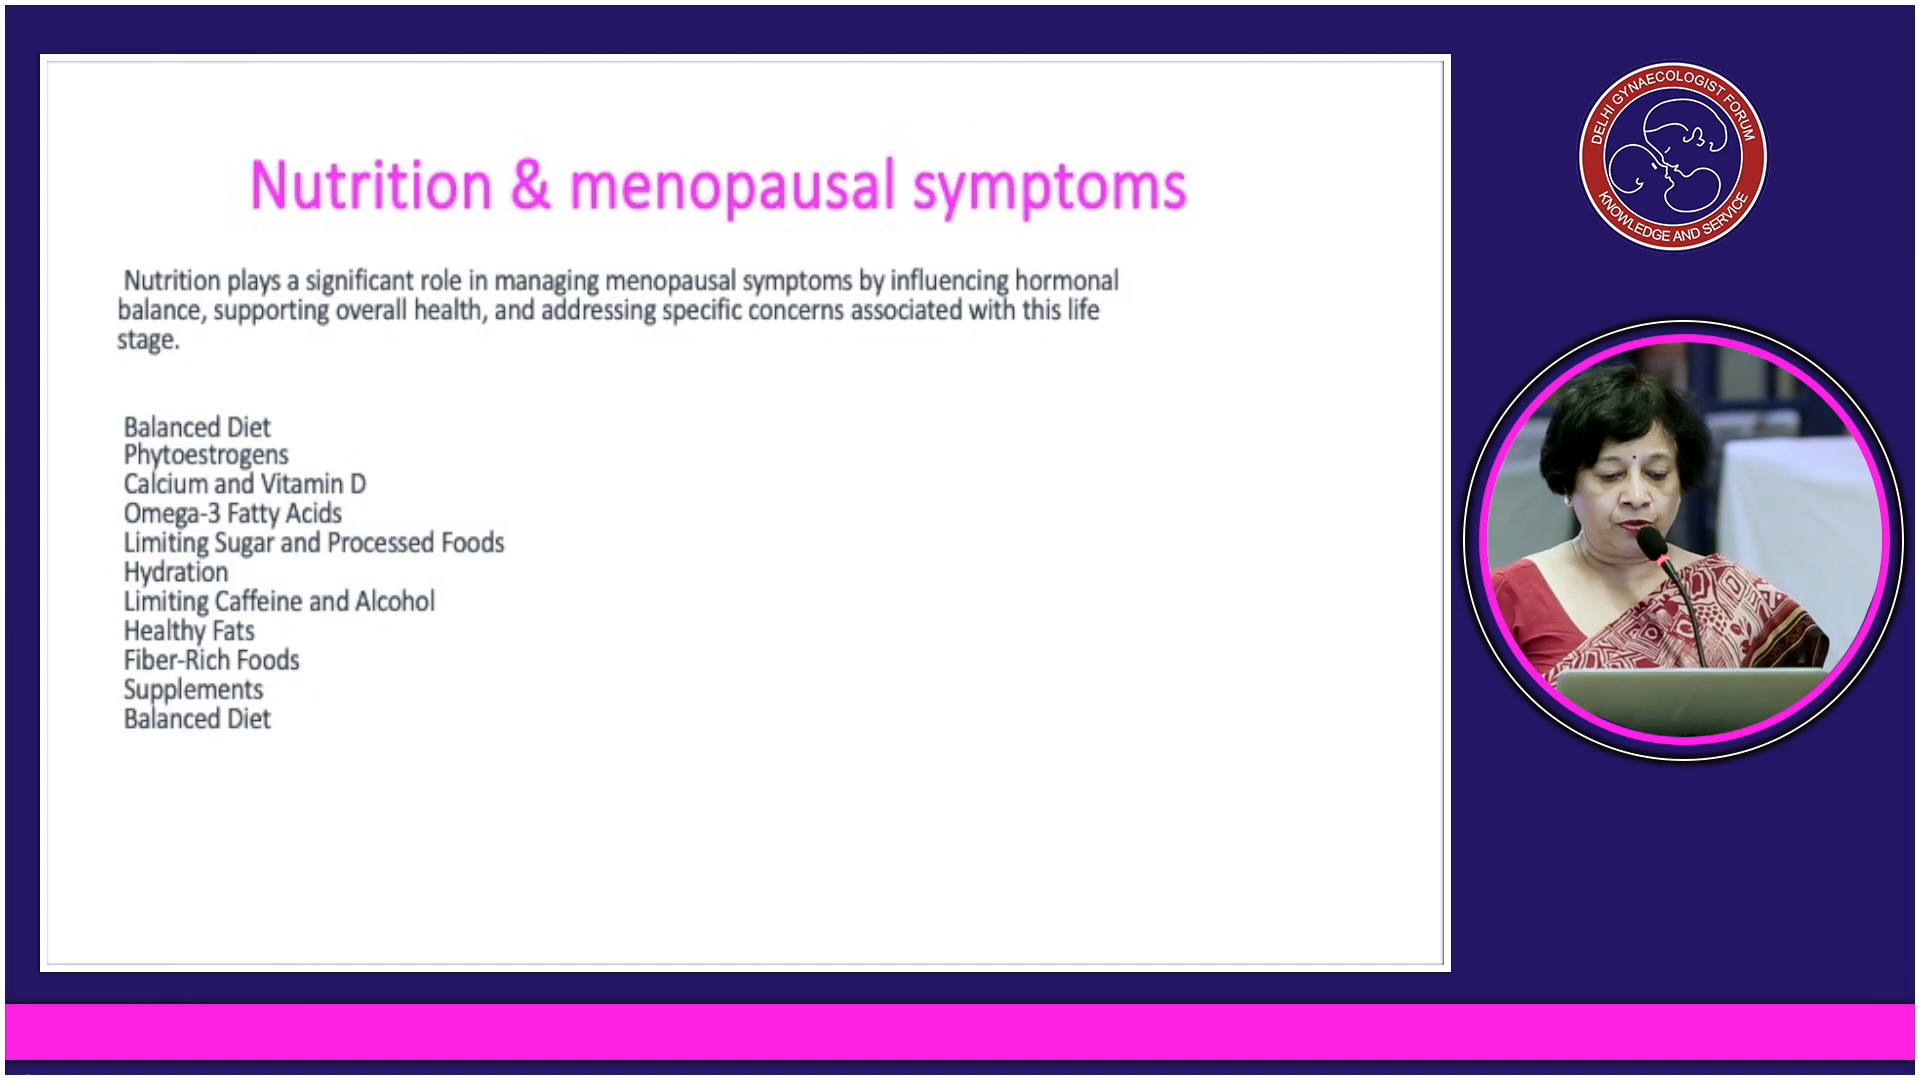 Nutrition & menopausal symptoms
Nutrition plays a significant role in managing menopausal symptoms by influencing hormonal
balance, supporting overall health, and addressing specific concerns associated with this life
stage.
Balanced Diet
Phytoestrogens
Calcium and Vitamin D
Omega-3 Fatty Acids
Limiting Sugar and Processed Foods
Hydration
Limiting Caffeine and Alcohol
Healthy Fats
Fiber-Rich Foods
Supplements
Balanced Diet
DELHI GYNAECOLOGIST FORUM
KNOWLEDGE AND SERVICE